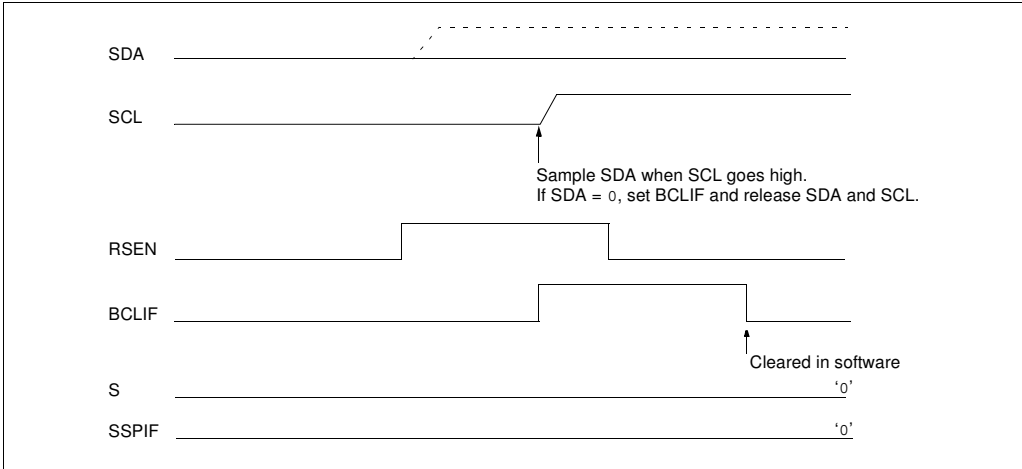 SDA
SCL
Sample SDA when SCL goes high.
If SDA = 0, set BCLIF and release SDA and SCL.
RSEN
BCLIF
Cleared in software
S
‘0’
SSPIF
‘0’